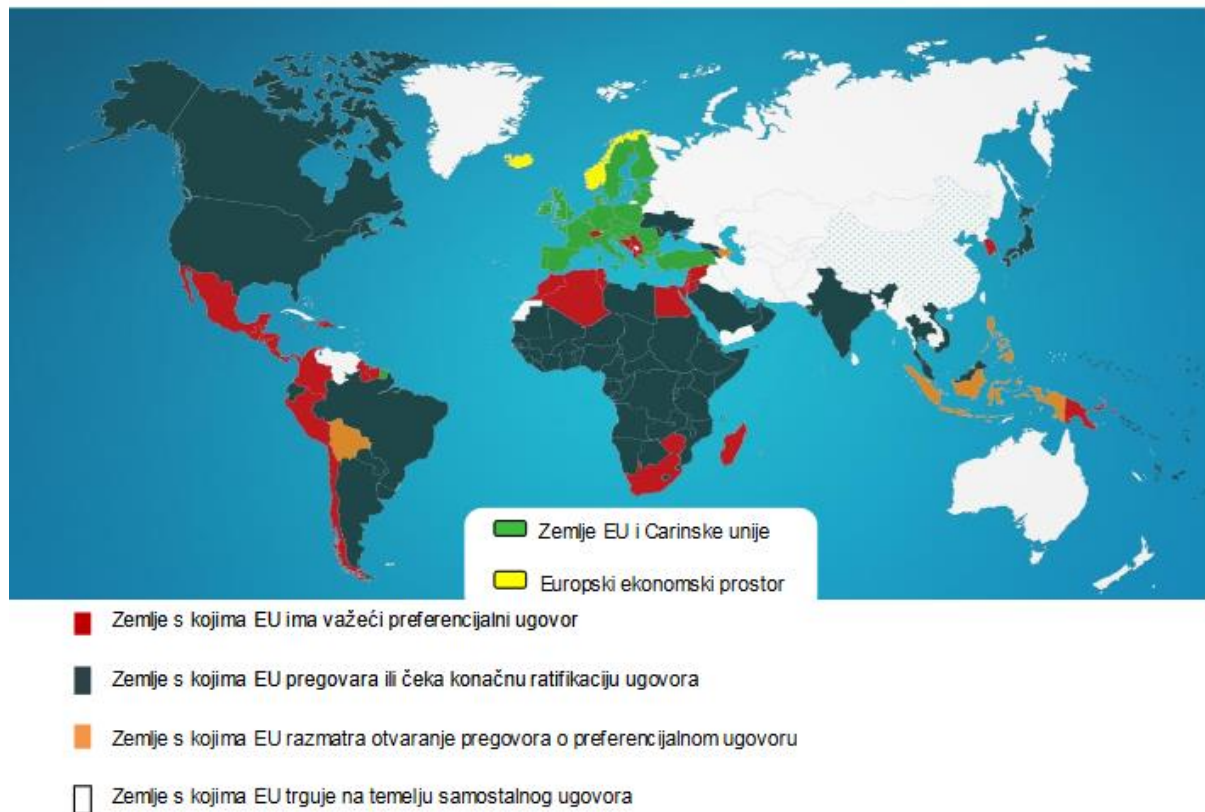 Zemlje EU i Carinske unije
Europski ekonomski prostor
Zemlje s kojima EU ima važeći preferencijalni ugovor
Zemlje s kojima EU pregovara ili čeka konačnu ratifikaciju ugovora
Zemlje s kojima EU razmatra otvaranje pregovora o preferencijalnom ugovoru
Zemlje s kojima EU trguje na temelju samostalnog ugovora